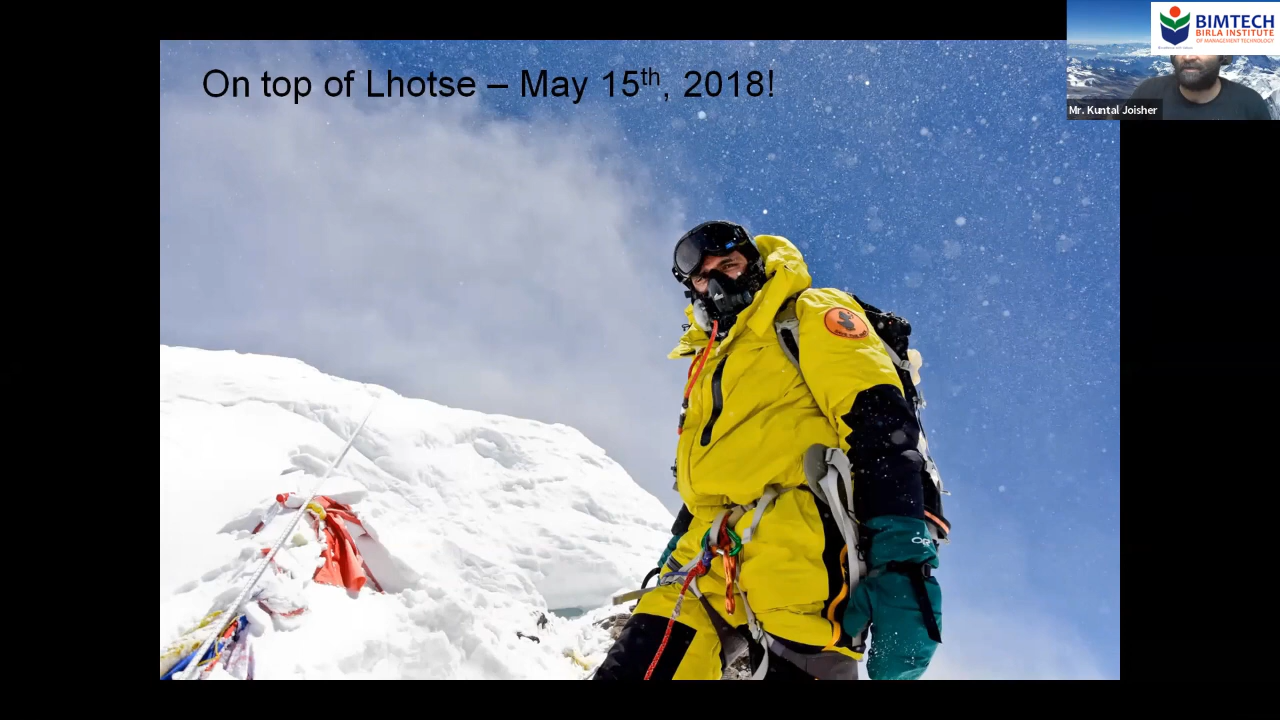 On top of Lhotse – May 15th, 2018!
BIMTECH
BIRLA INSTITUTE
OF MANAGEMENT TECHNOLOGY
Mr. Kuntal Joisher
OR